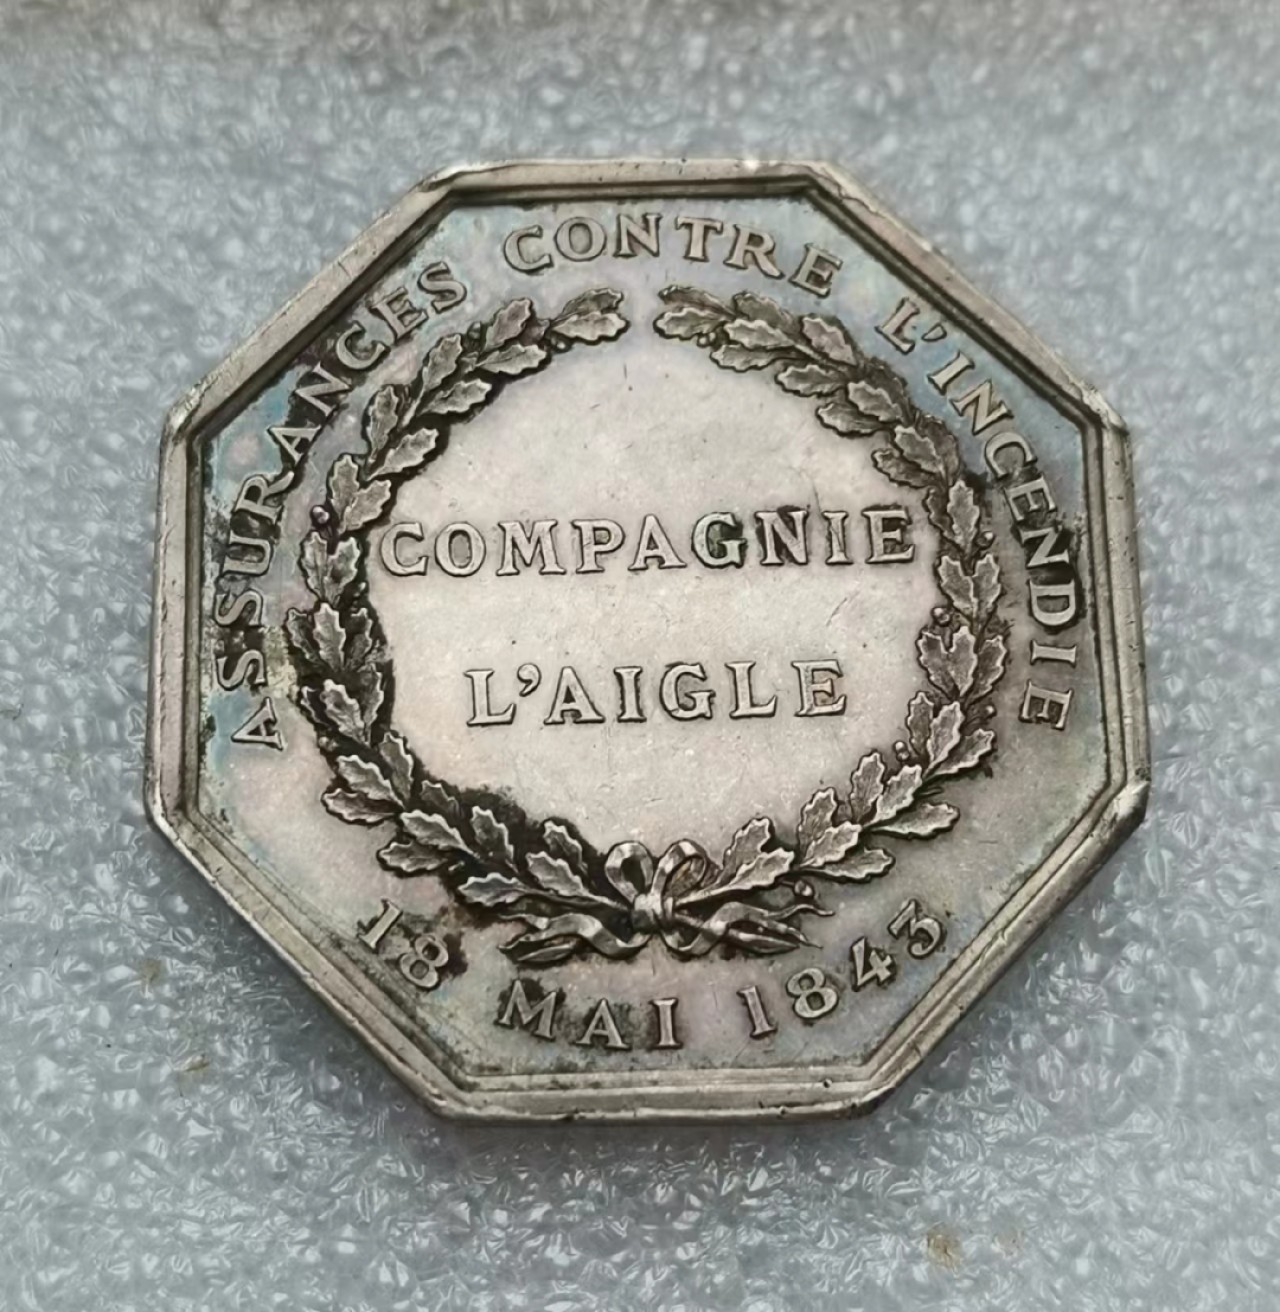 ASSURANCES CONTRE L'INCENDIE
COMPAGNIE
L'AIGLE
18 MAI 1843